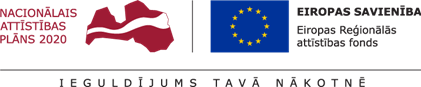 NACIONĀLAIS
ATTĪSTĪBAS
PLĀNS 2020
EIROPAS SAVIENĪBA
Eiropas Reģionālās
attīstības fonds
IEGULDĪJUMS TAVĀ NĀKOTNĒ